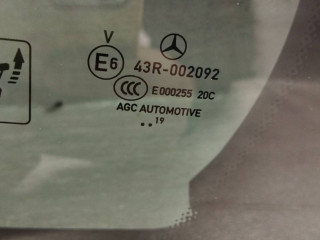 V
E6 43R-002092
CCC E000255 20C
AGC AUTOMOTIVE
..19